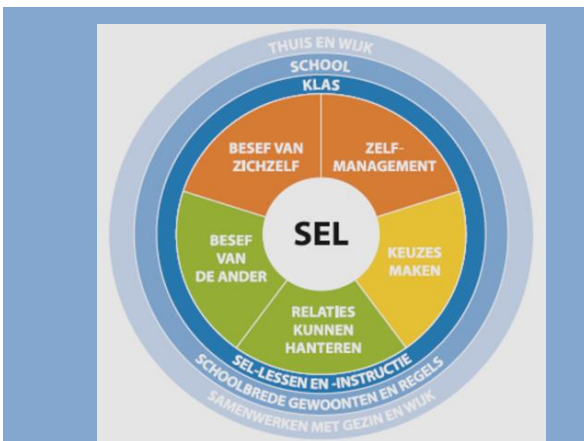 THUIS EN WIJK
SCHOOL
KLAS
BESEF VAN
ZICHZELF
ZELF-
MANAGEMENT
SEL
BESEF
VAN
DE ANDER
KEUZES
MAKEN
RELATIES
KUNNEN
HANTEREN
SEL-LESSEN EN -INSTRUCTIE
SCHOOLBREDE GEWOONTEN EN REGELS
SAMENWERKEN MET GEZIN EN WIJK